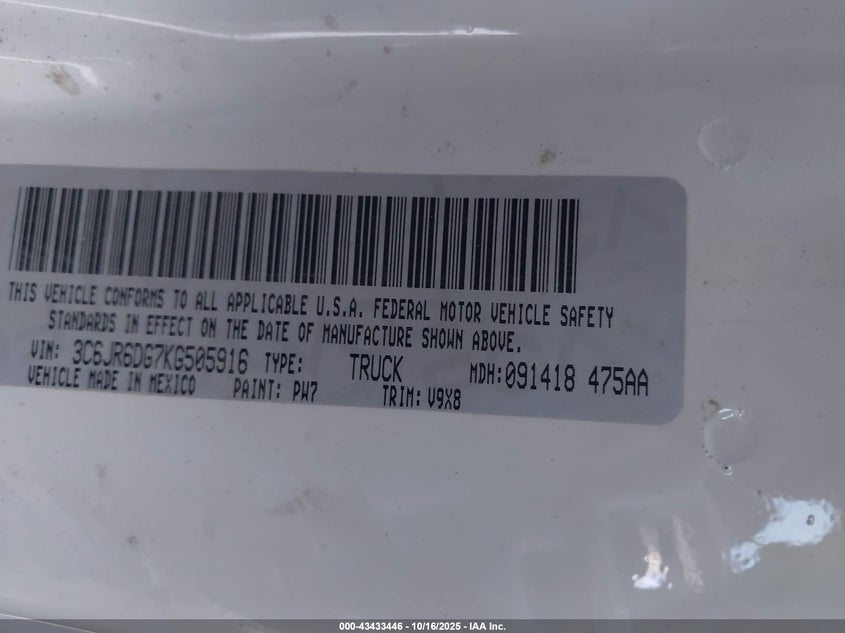 THIS VEHICLE CONFORMS TO ALL APPLICABLE U.S.A. FEDERAL MOTOR VEHICLE SAFETY
STANDARDS IN EFFECT ON THE DATE OF MANUFACTURE SHOWN ABOVE.
VIN: 3C6JR6DG7KG505916 TYPE: TRUCK MDH:091418 475AA
VEHICLE MADE IN MEXICO PAINT: PW7 TRIM: V9X8
000-43433446 - 10/16/2025 - IAA Inc.